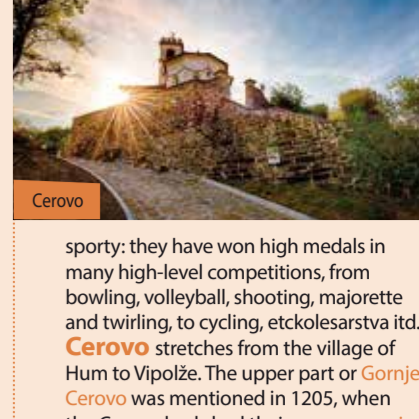 Cerovo
sporty: they have won high medals in
many high-level competitions, from
bowling, volleyball, shooting, majorette
and twirling, to cycling, etckolesarstva itd.
Cerovo stretches from the village of
Hum to Vipolže. The upper part or Gornje
Cerovo was mentioned in 1205, when